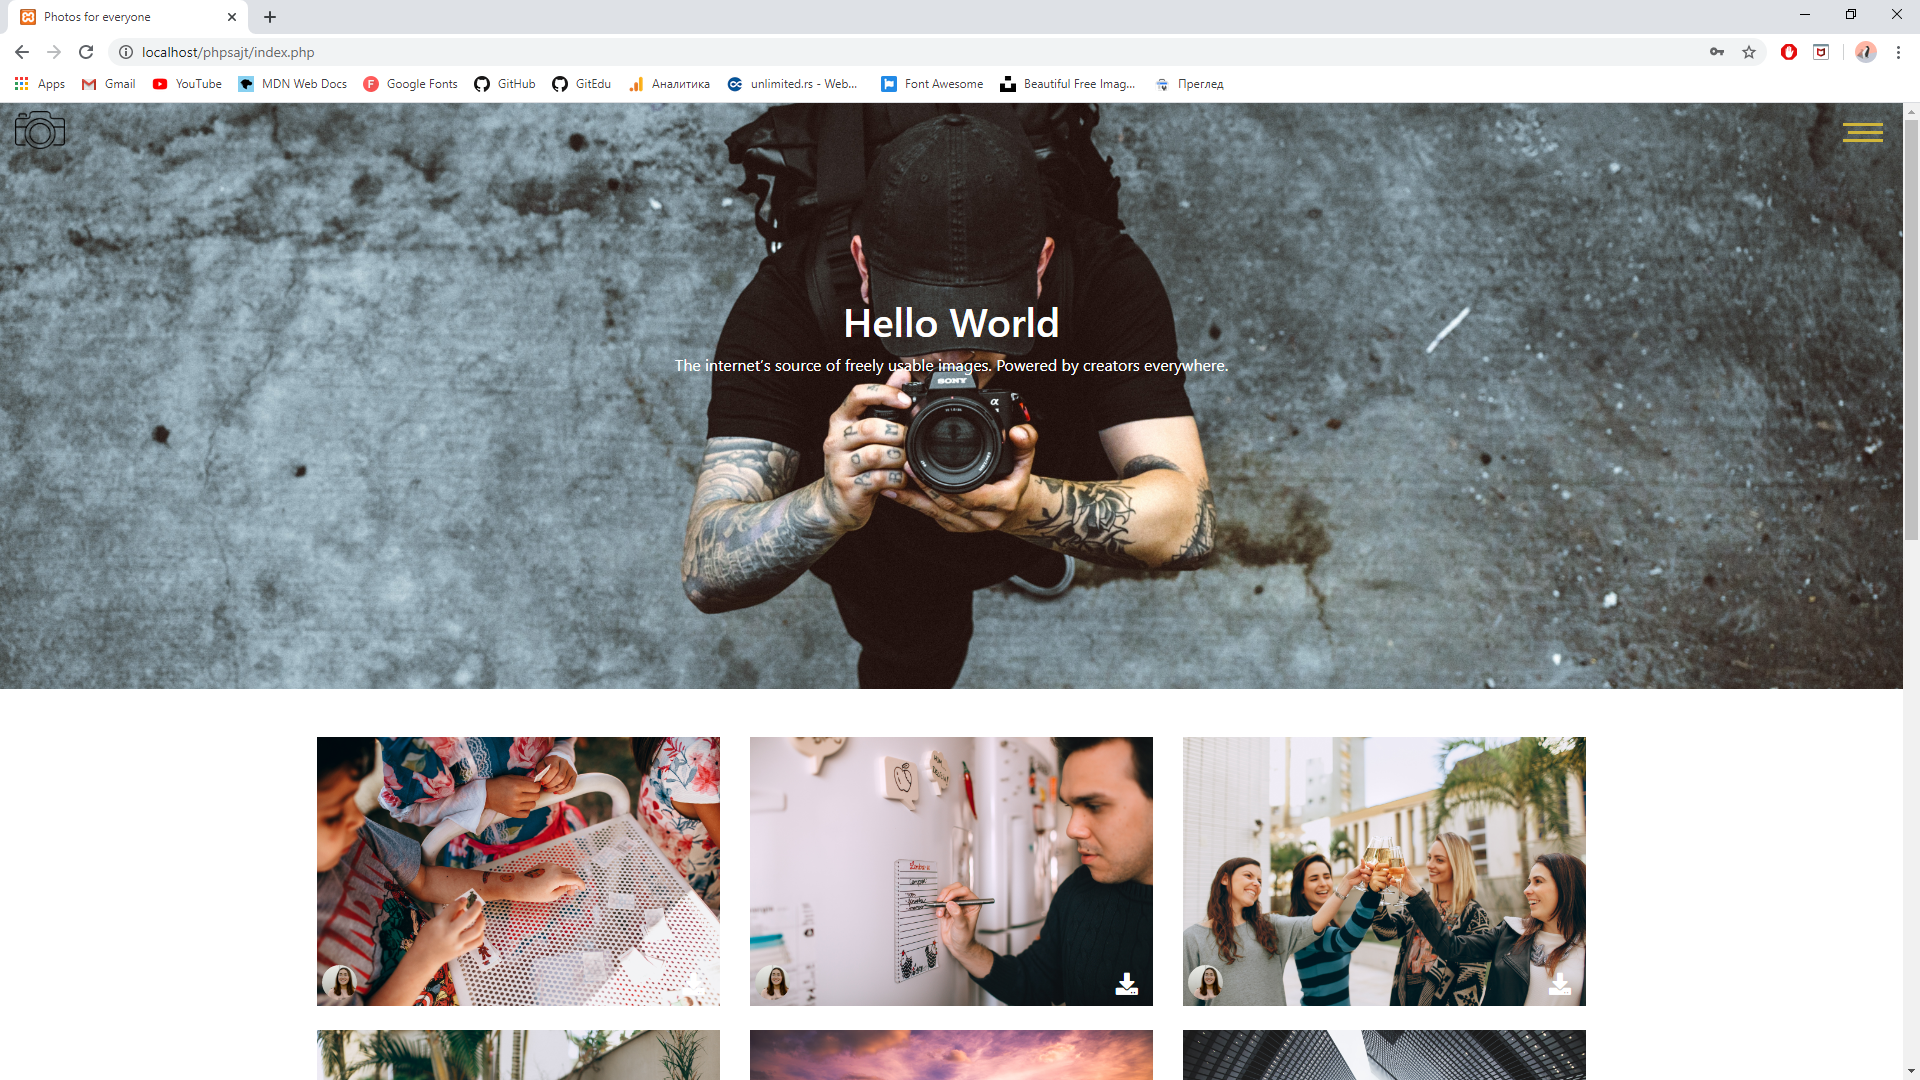 Photos for everyone
localhost/phpsajt/index.php
Apps
Gmail
YouTube
MDN Web Docs
Google Fonts
GitHub
GitEdu
Аналитика
unlimited.rs - Web...
Font Awesome
Beautiful Free Imag...
Преглед
Hello World
The internet's source of freely usable images. Powered by creators everywhere.
SONY
α